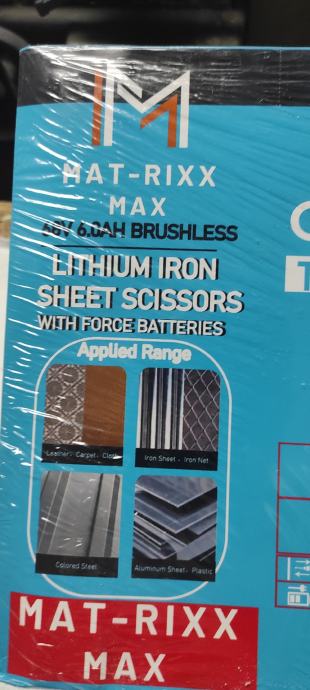 M
MAT-RIXX
MAX
68V 6.0AH BRUSHLESS
LITHIUM IRON
SHEET SCISSORS
WITH FORCE BATTERIES
Applied Range
Leather、Carpet、Cloth
Iron Sheet、Iron Net
Colored Steel
Aluminum Sheet、Plastic
MAT-RIXX
MAX